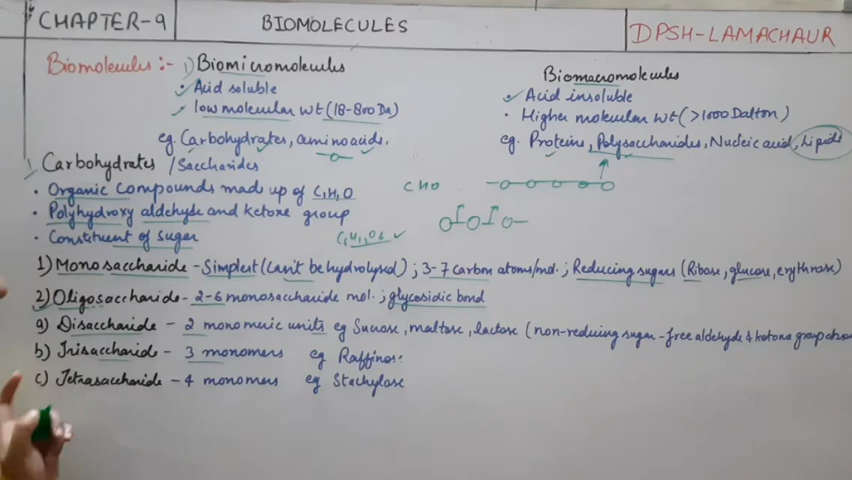 CHAPTER-9
BIOMOLECULES
DPSH-LAMACHAUR
Biomolecules:- 1) Biomicromolecules
Acid soluble
low molecular wt (18-800 Da)
eg. Carbohydrates, amino acids.
Biomacromolecules
Acid insoluble
• Higher molecular wt (>1000 Dalton)
eg. Proteins, Polysaccharides, Nucleic acid, Lipids
Carbohydrates /Saccharides
• Organic Compounds made up of C,H,O
CHO
• Polyhydroxy aldehyde and ketone group
• Constituent of sugar
C6H12O6
1) Monosaccharide - Simplest (Can't be hydrolysed) ; 3-7 Carbon atoms/mol. ; Reducing sugars (Ribose, glucose, erythrose)
2) Oligosaccharide - 2-6 monosaccharide mol. ; glycosidic bond
a) Disaccharide - 2 monomeric units eg Sucrose, maltose, lactose (non-reducing sugar - free aldehyde & ketone group
b) Trisaccharide - 3 monomers eg Raffinose
c) Tetrasaccharide - 4 monomers eg Stachylose